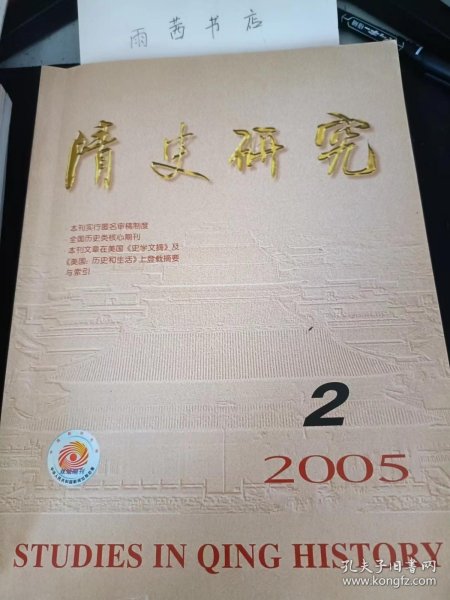 雨茜书店
清史研究
本刊实行匿名审稿制度
全国历史类核心期刊
本刊文章在美国《史学文摘》及
《美国：历史和生活》上登载摘要
与索引
2
2005
STUDIES IN QING HISTORY
孔夫子旧书网
www.kongfz.com